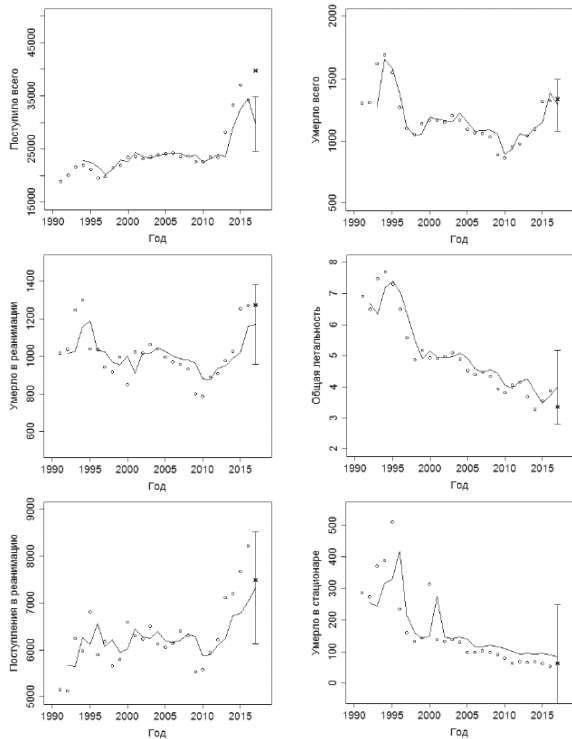 Поступило всего
45000
35000
25000
15000
1990 1995 2000 2005 2010 2015
Год
Умерло всего
2000
1500
1000
500
1990 1995 2000 2005 2010 2015
Год
Умерло в реанимации
1400
1200
1000
800
600
1990 1995 2000 2005 2010 2015
Год
Общая летальность
8
7
6
5
4
3
2
1990 1995 2000 2005 2010 2015
Год
Поступления в реанимацию
9000
8000
7000
6000
5000
1990 1995 2000 2005 2010 2015
Год
Умерло в стационаре
500
400
300
200
100
0
1990 1995 2000 2005 2010 2015
Год